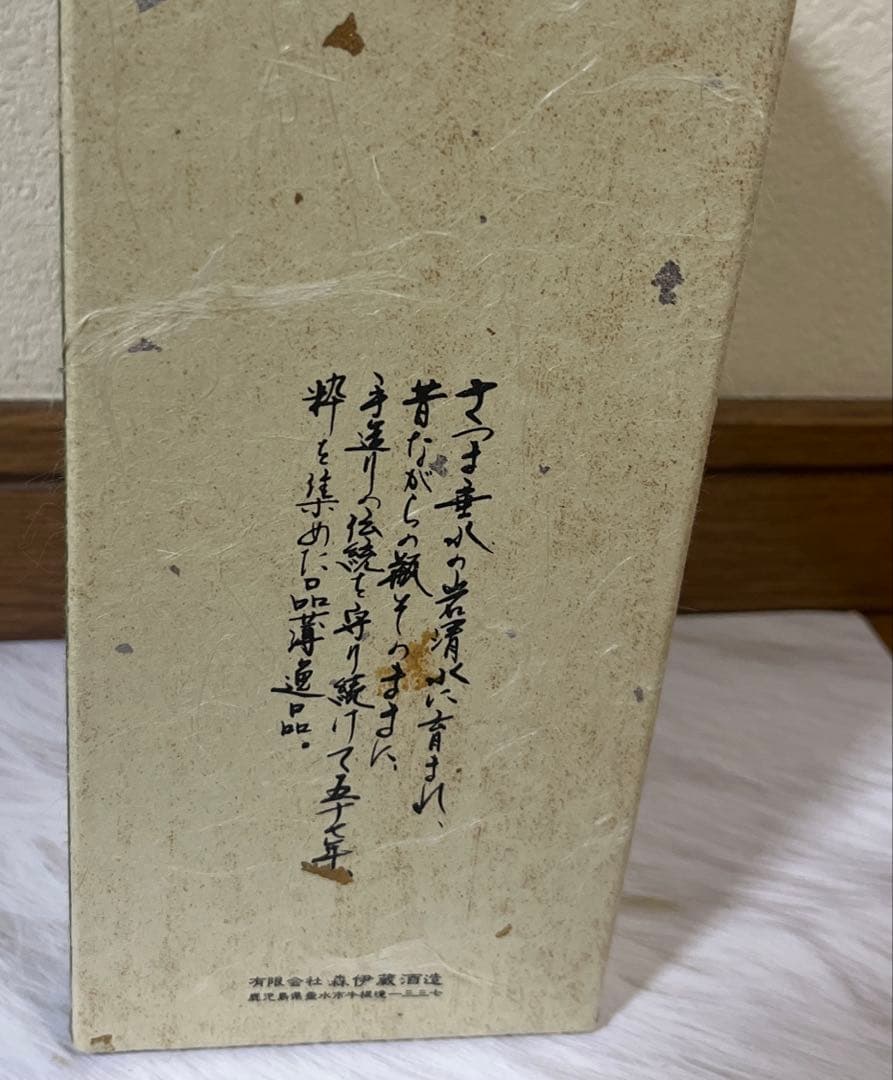 さつま垂水の岩清水に育まれ、
昔ながらの瓶そのままに、
手造りの伝統を守り続けて五十七年、
粋を集めた品薄逸品。
有限会社 森伊蔵酒造
鹿児島県垂水市牛根境一三三七